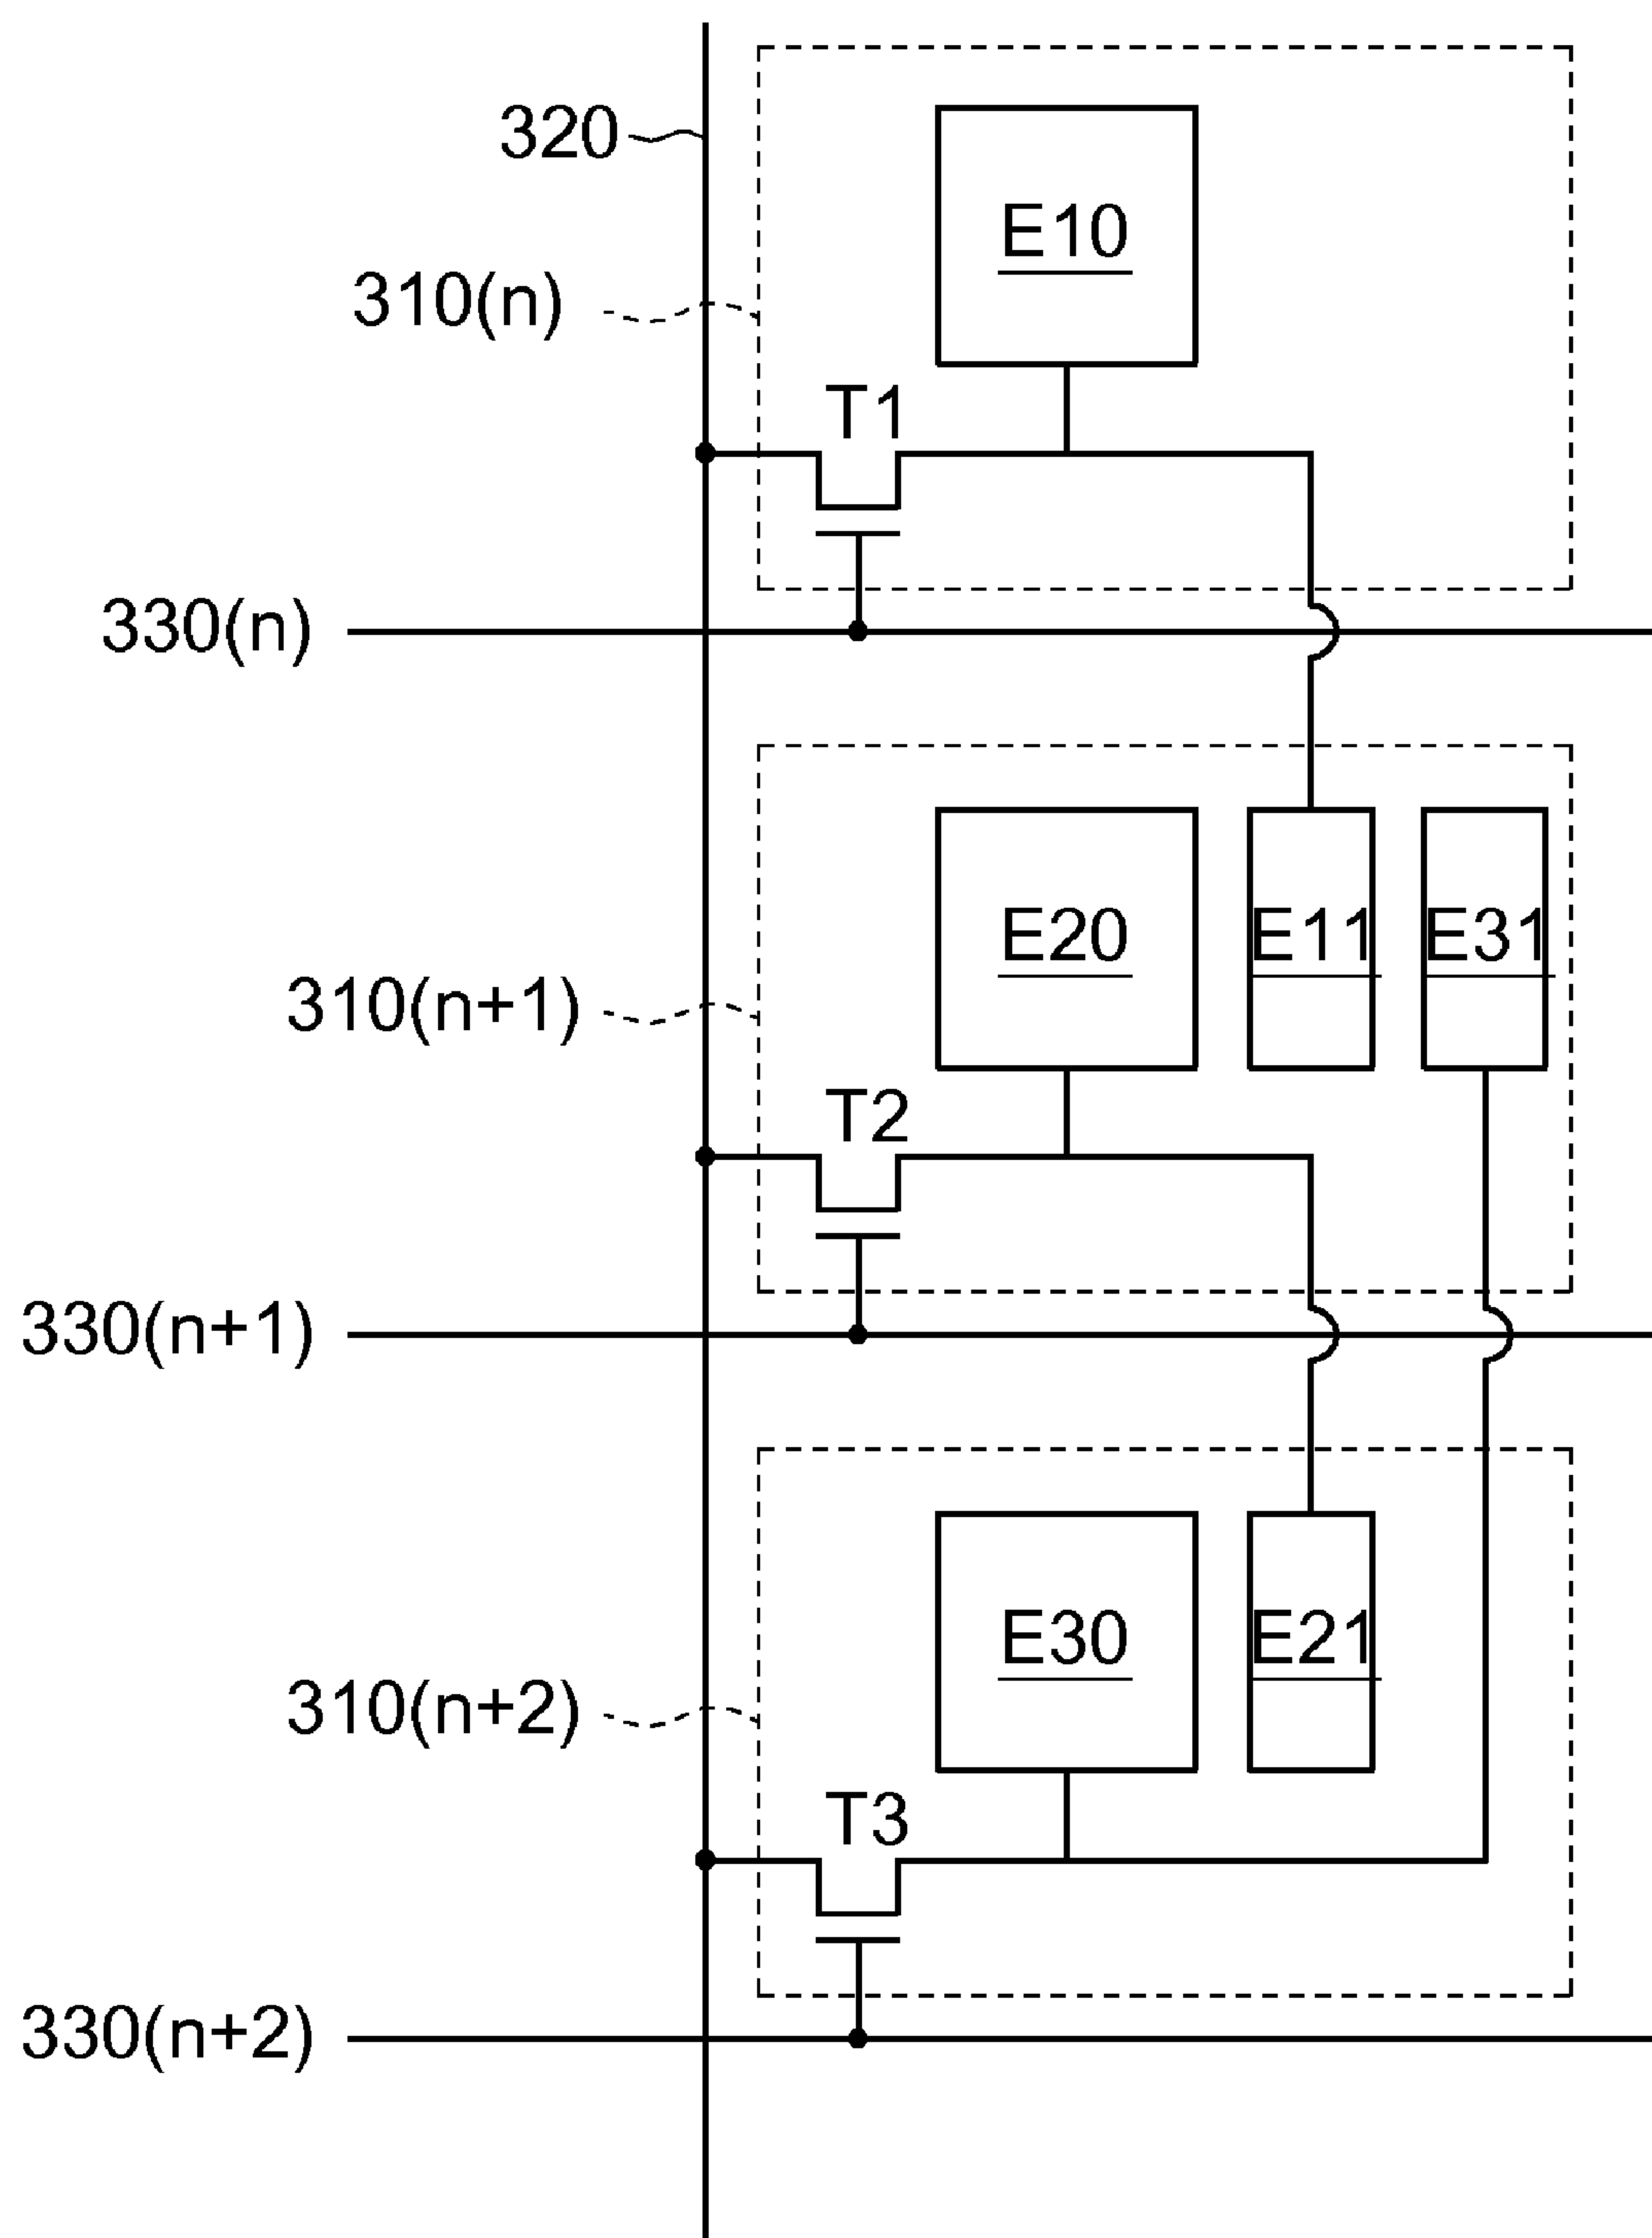 320
E10
310(n)
T1
330(n)
E20
E11
E31
310(n+1)
T2
330(n+1)
E30
E21
310(n+2)
T3
330(n+2)